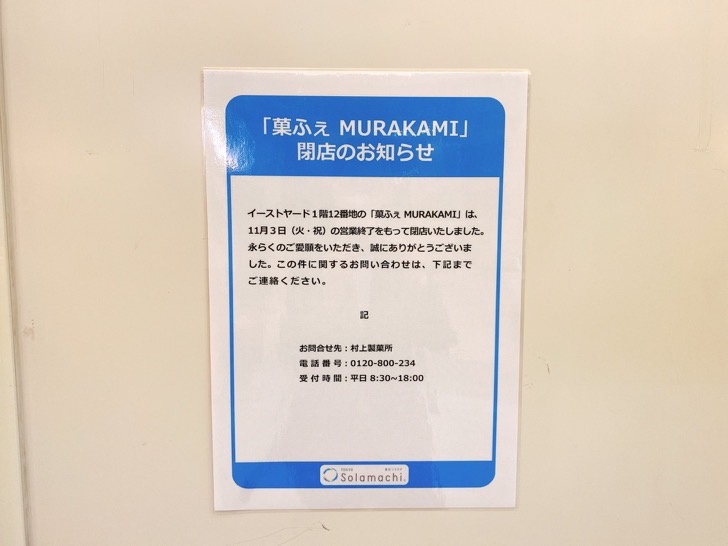 「菓ふぇ MURAKAMI」
閉店のお知らせ
イーストヤード１階12番地の「菓ふぇ MURAKAMI」は、
11月３日（火・祝）の営業終了をもって閉店いたしました。
永らくのご愛顧をいただき、誠にありがとうございま
した。この件に関するお問い合わせは、下記まで
ご連絡ください。
記
お問合せ先：村上製菓所
電話番号：0120-800-234
受付時間：平日 8:30~18:00
TOKYO
Solamachi